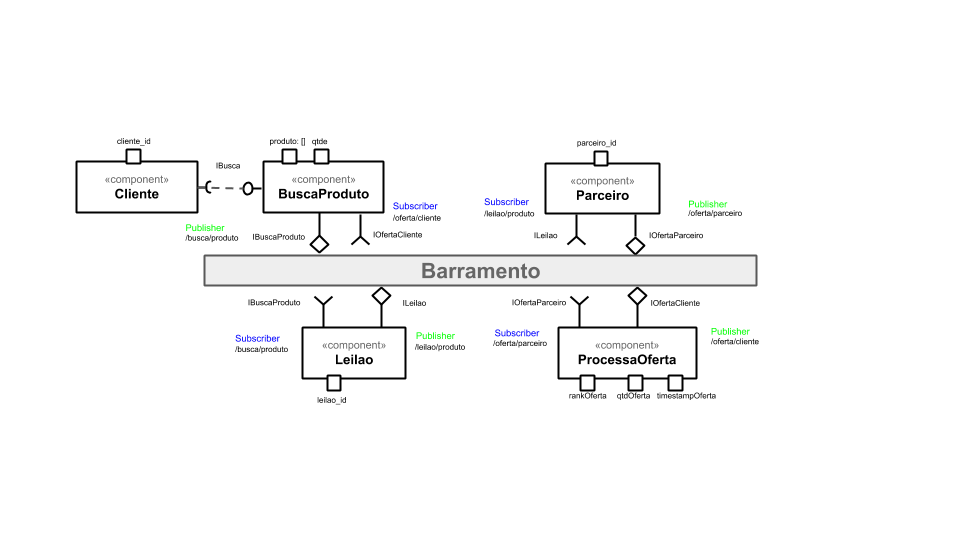 cliente_id
produto: [] qtde
parceiro_id
«component»
Cliente
IBusca
«component»
BuscaProduto
Subscriber
/oferta/cliente
Subscriber
/leilao/produto
«component»
Parceiro
Publisher
/oferta/parceiro
Publisher
/busca/produto
IBuscaProduto
IOfertaCliente
ILeilao
IOfertaParceiro
Barramento
IBuscaProduto
ILeilao
IOfertaParceiro
IOfertaCliente
Subscriber
/busca/produto
«component»
Leilao
Publisher
/leilao/produto
Subscriber
/oferta/parceiro
«component»
ProcessaOferta
Publisher
/oferta/cliente
leilao_id
rankOferta qtdOferta timestampOferta